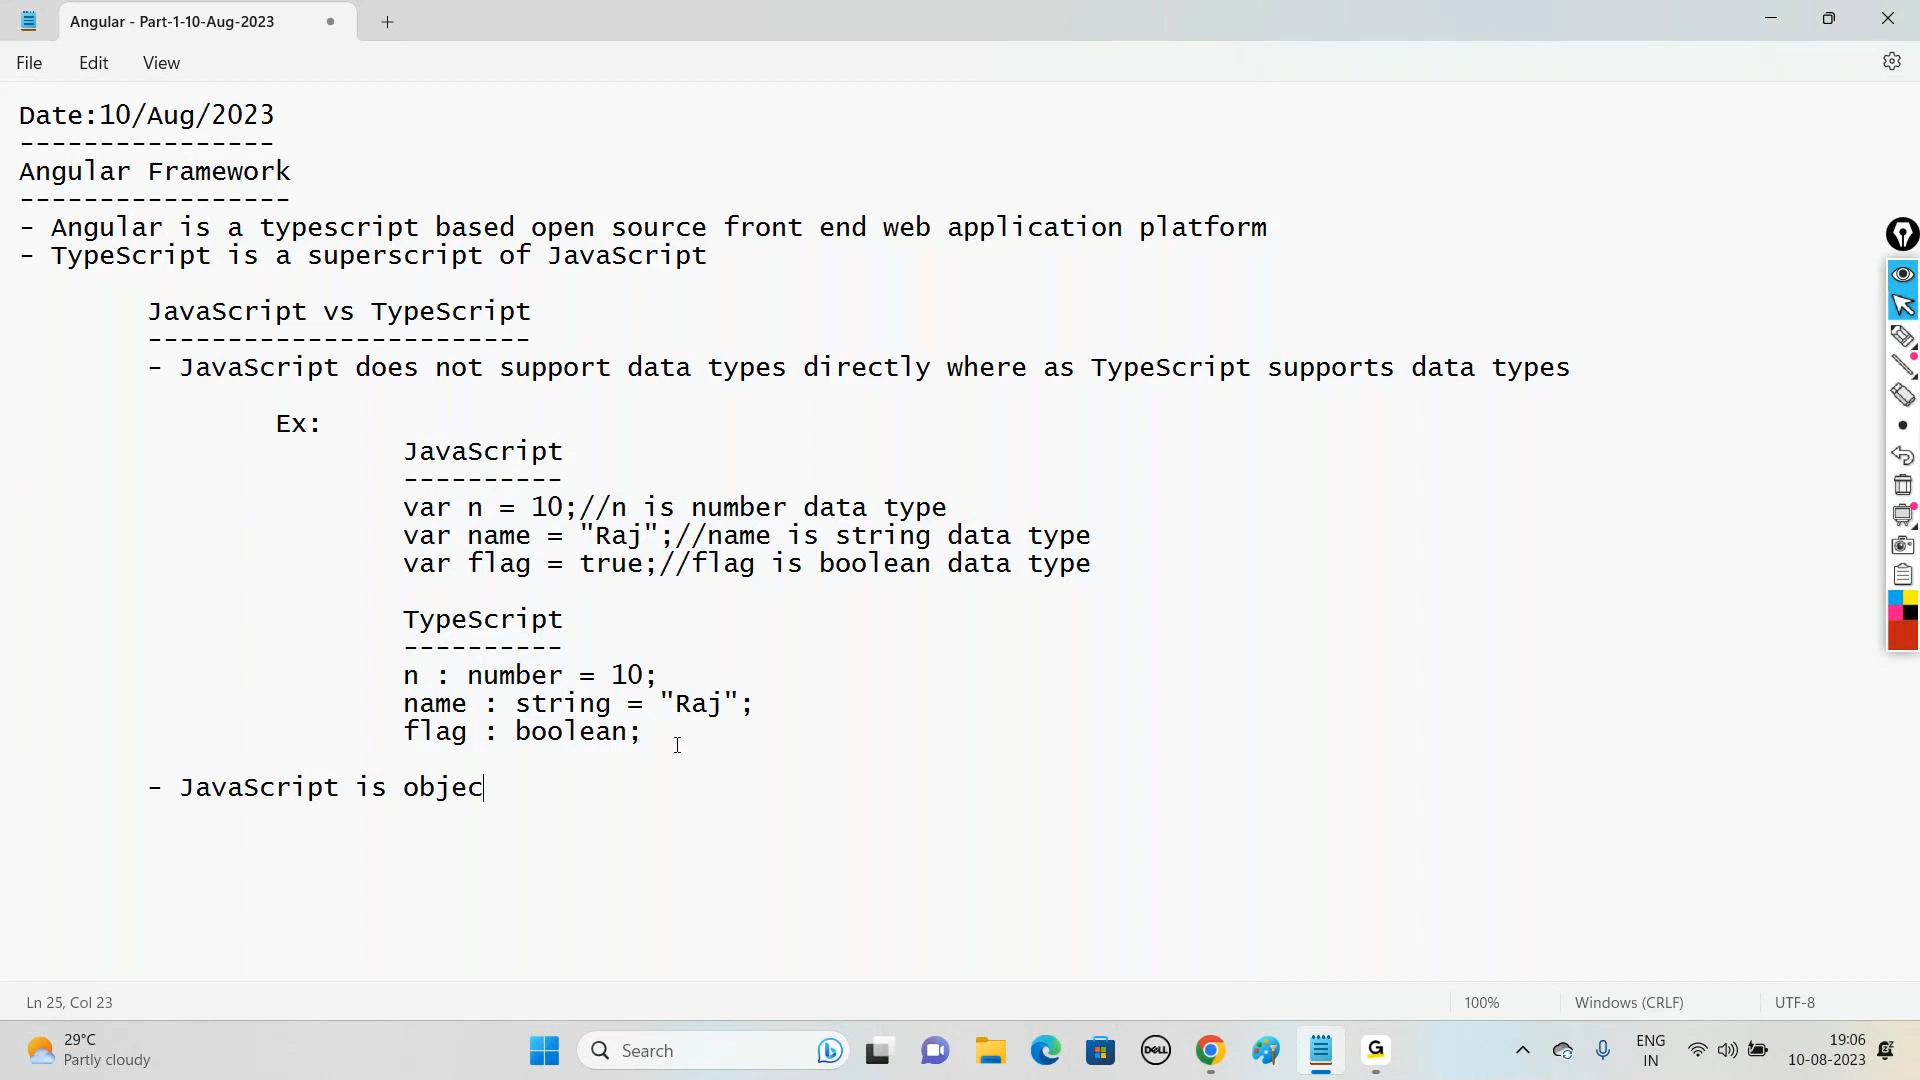 Angular - Part-1-10-Aug-2023
File Edit View
Date:10/Aug/2023
----------------
Angular Framework
-----------------
- Angular is a typescript based open source front end web application platform
- TypeScript is a superscript of JavaScript
JavaScript vs TypeScript
------------------------
- JavaScript does not support data types directly where as TypeScript supports data types
Ex:
JavaScript
----------
var n = 10;//n is number data type
var name = "Raj";//name is string data type
var flag = true;//flag is boolean data type
TypeScript
----------
n : number = 10;
name : string = "Raj";
flag : boolean;
- JavaScript is objec
Ln 25, Col 23 100% Windows (CRLF) UTF-8
29°C
Partly cloudy
Search
DELL
G
ENG
IN
19:06
10-08-2023